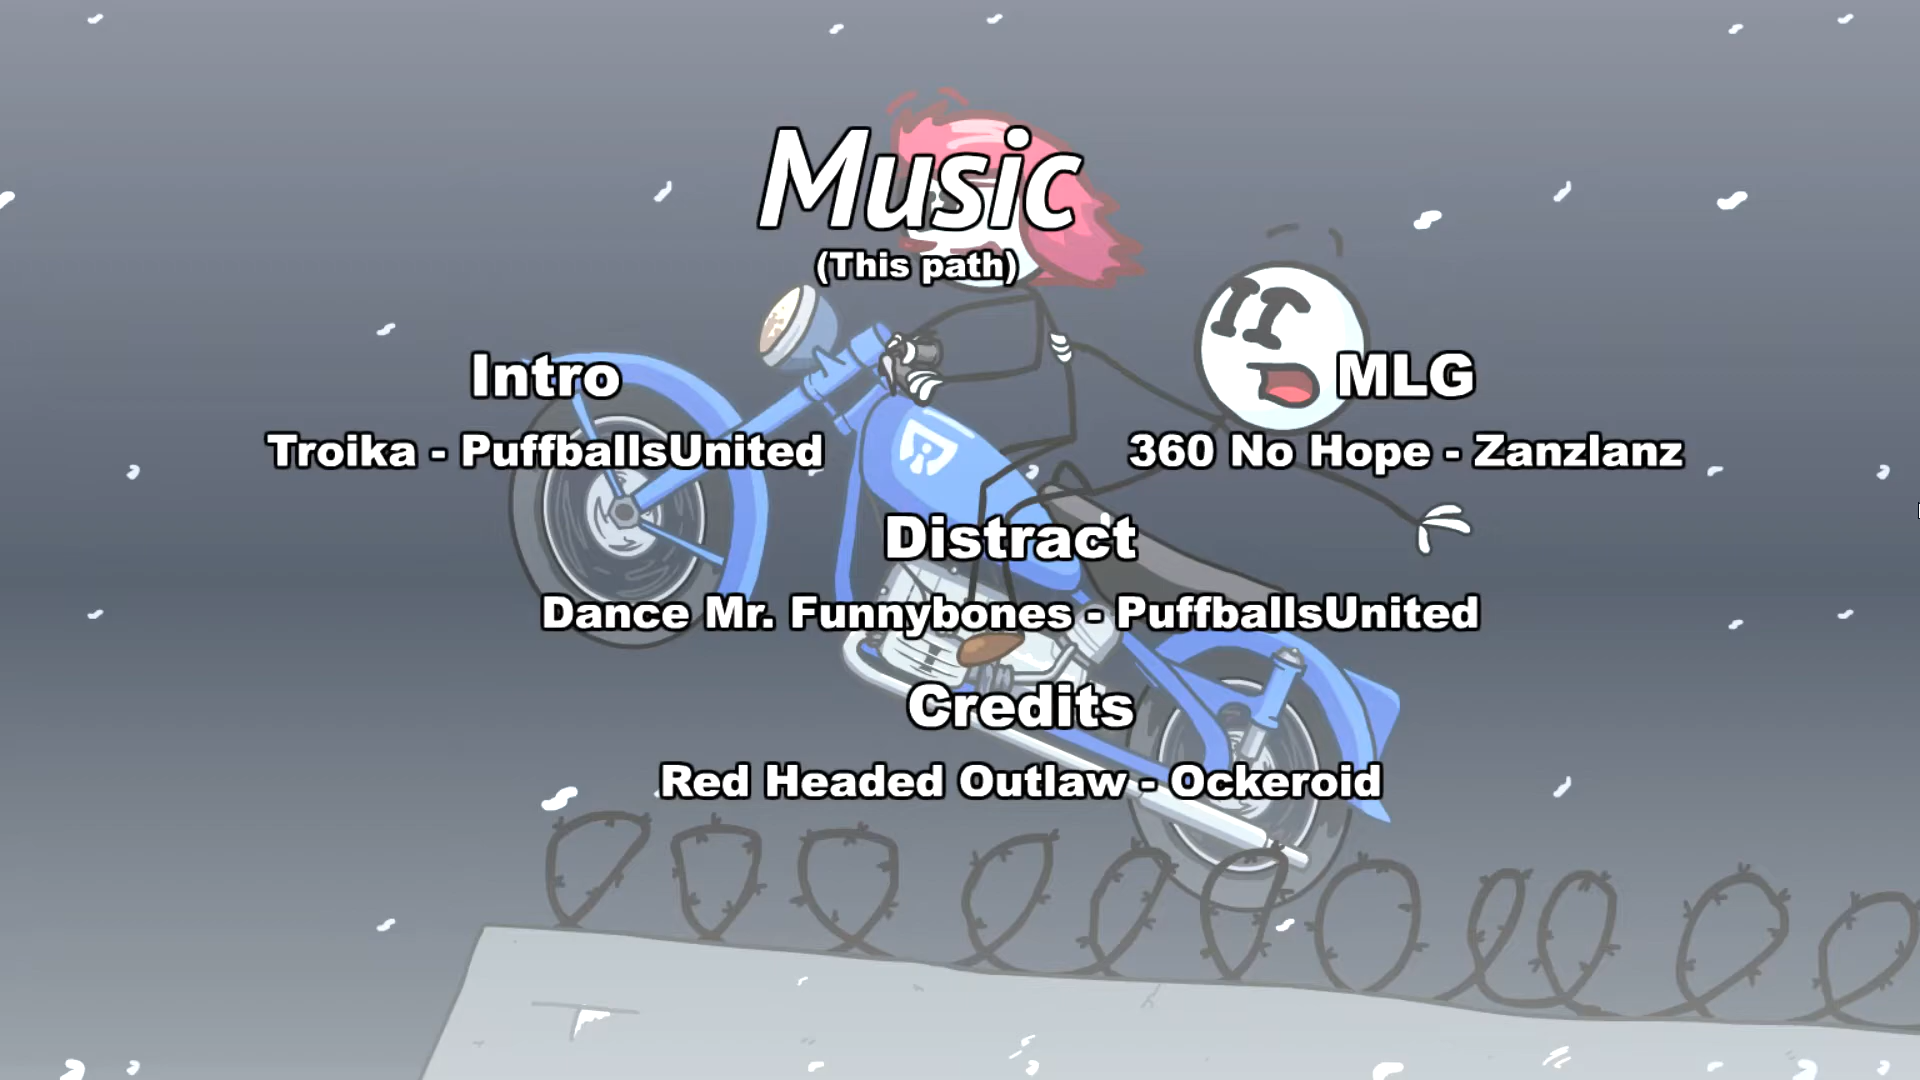 Music
(This path)
Intro
Troika - PuffballsUnited
MLG
360 No Hope - Zanzlanz
Distract
Dance Mr. Funnybones - PuffballsUnited
Credits
Red Headed Outlaw - Ockeroid